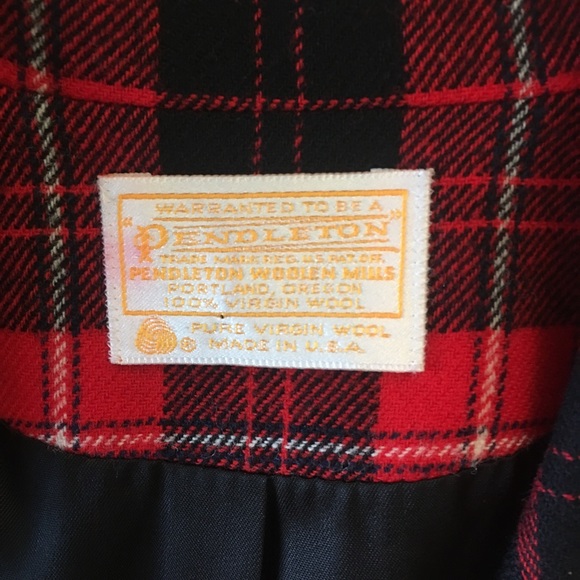 WARRANTED TO BE A
"PENDLETON"
TRADE MARK REG. U.S. PAT. OFF.
PENDLETON WOOLEN MILLS
PORTLAND, OREGON
100% VIRGIN WOOL
PURE VIRGIN WOOL
® MADE IN U.S.A.